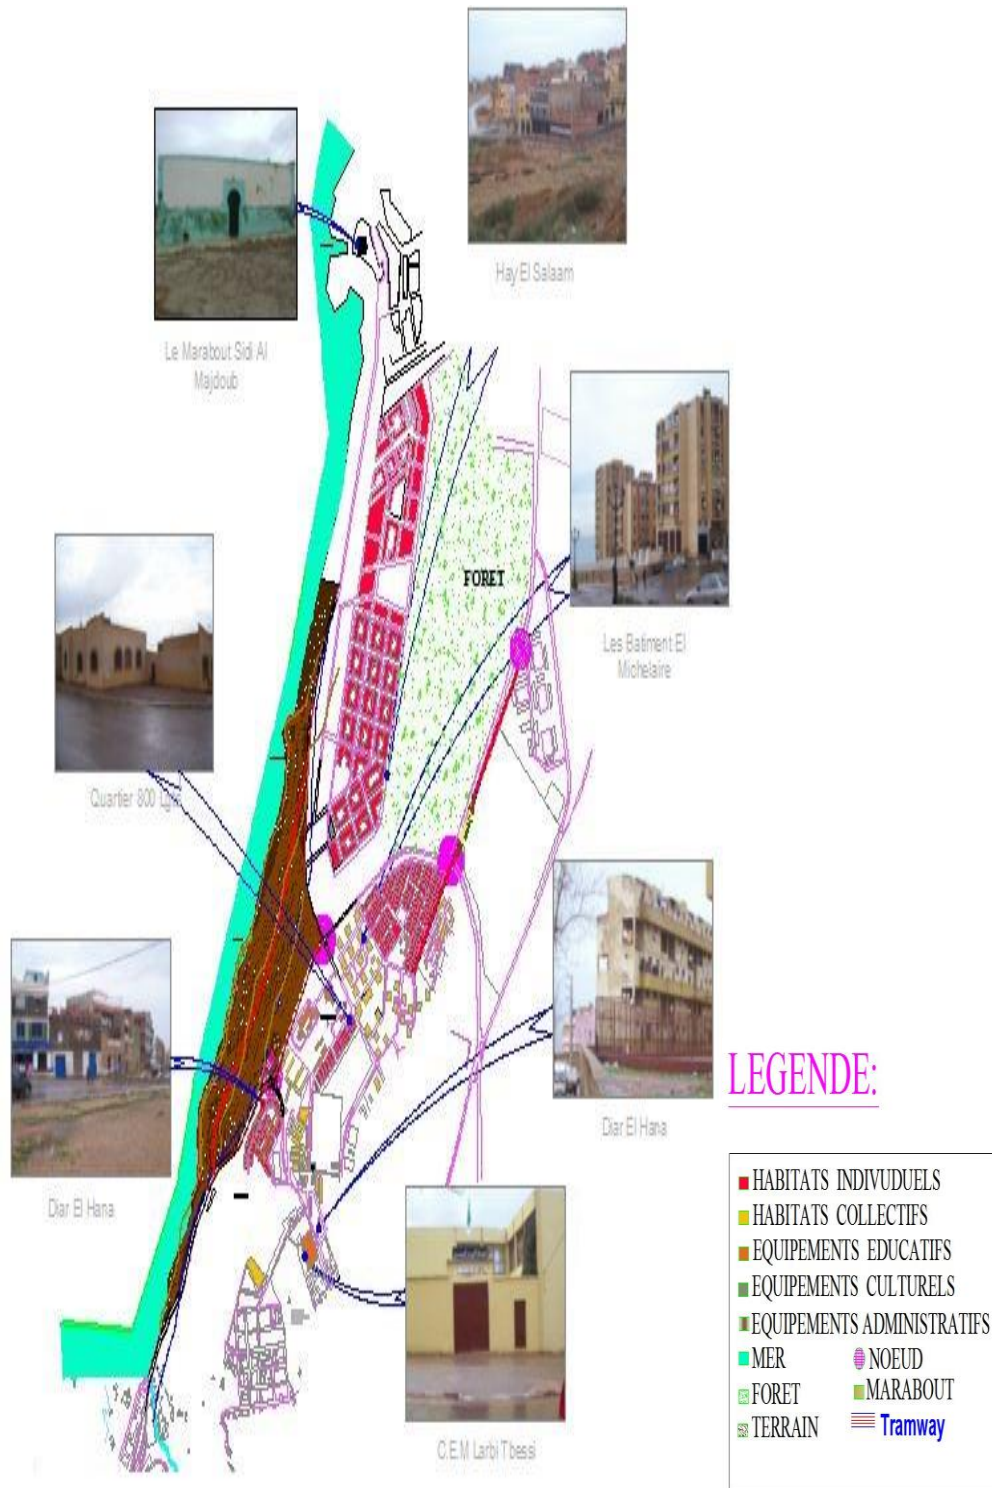 Hay El Salaam
Le Marabout Sidi Al
Majdoub
FORET
Les Batiment El
Michelaire
Quartier 800
Diar El Hana
Diar El Hana
C.E.M Larbi Tbessi
LEGENDE:
HABITATS INDIVUDUELS
HABITATS COLLECTIFS
EQUIPEMENTS EDUCATIFS
EQUIPEMENTS CULTURELS
EQUIPEMENTS ADMINISTRATIFS
MER NOEUD
FORET MARABOUT
TERRAIN Tramway